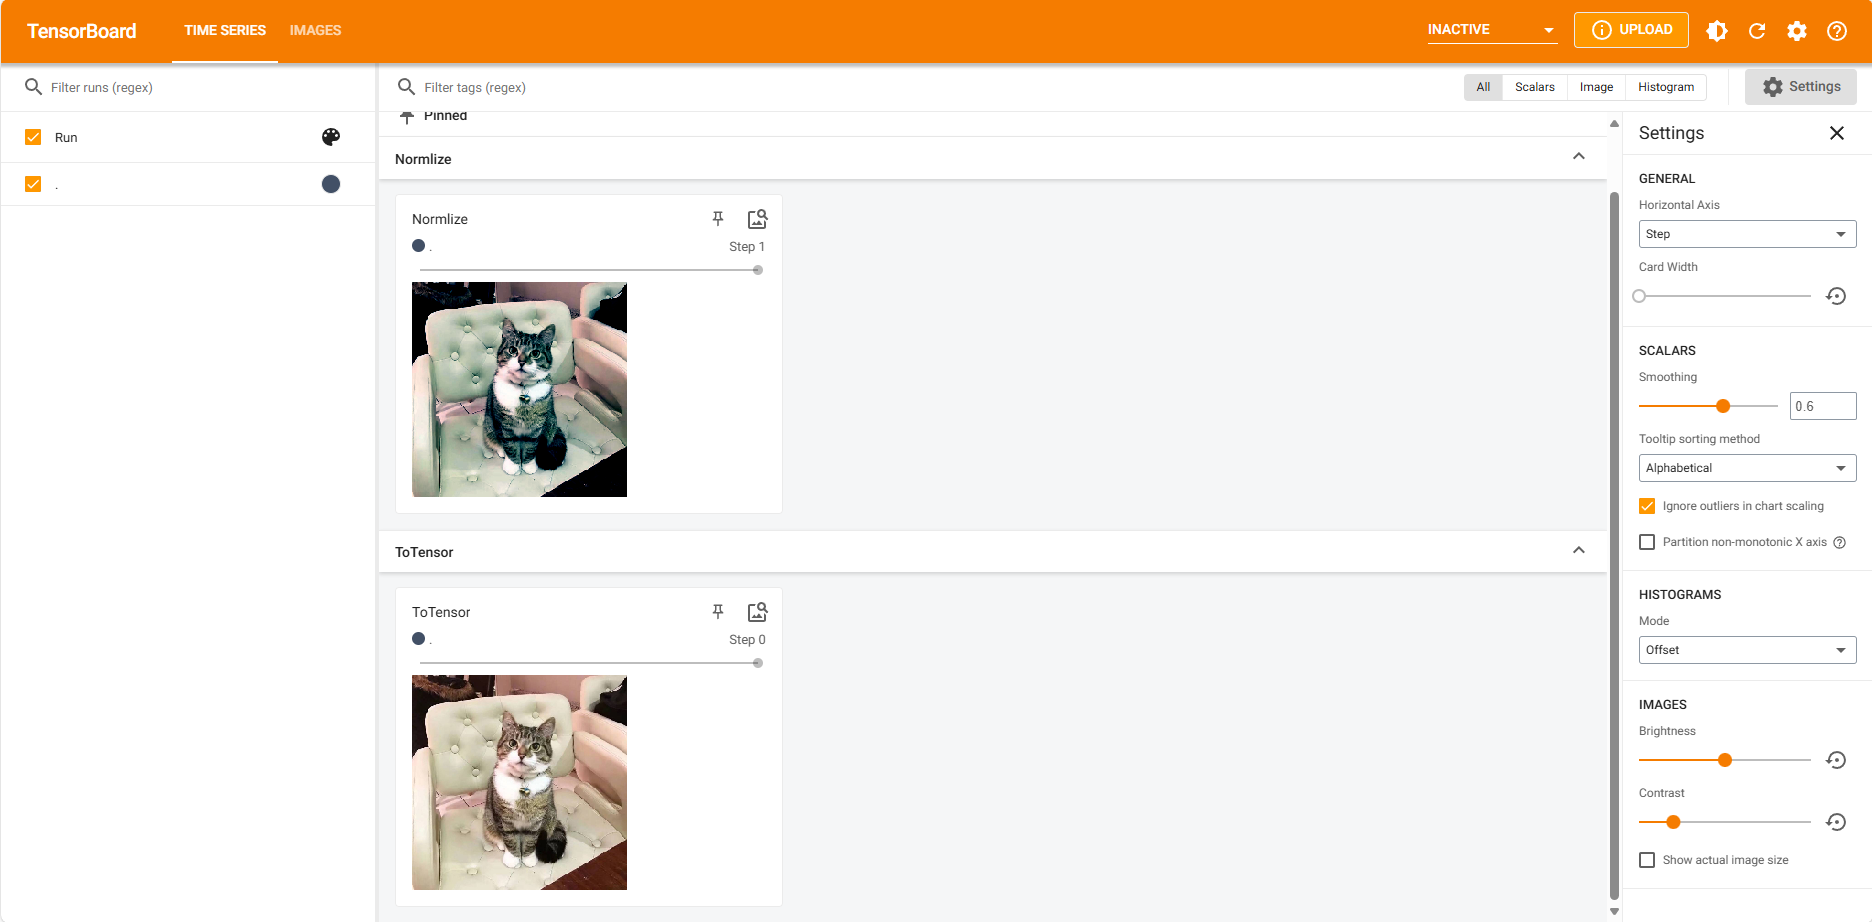 TensorBoard
TIME SERIES
IMAGES
INACTIVE
UPLOAD
Filter runs (regex)
Run
.
Filter tags (regex)
All
Scalars
Image
Histogram
Settings
Pinned
Normlize
Normlize
.
Step 1
ToTensor
ToTensor
.
Step 0
Settings
GENERAL
Horizontal Axis
Step
Card Width
SCALARS
Smoothing
0.6
Tooltip sorting method
Alphabetical
Ignore outliers in chart scaling
Partition non-monotonic X axis
HISTOGRAMS
Mode
Offset
IMAGES
Brightness
Contrast
Show actual image size